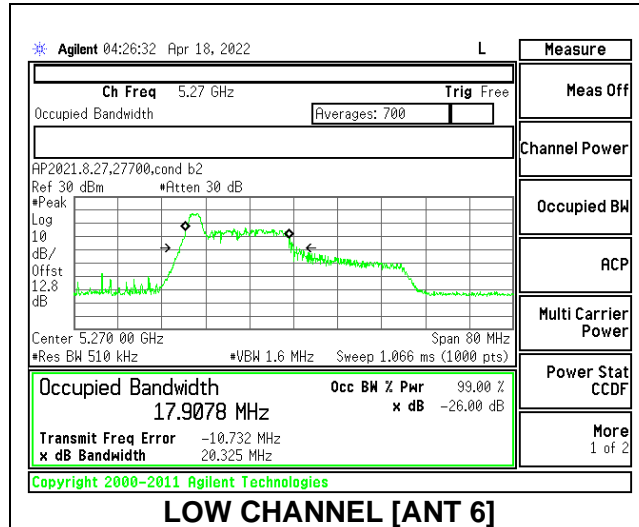 Agilent 04:26:32 Apr 18, 2022 L
Measure
Ch Freq 5.27 GHz Trig Free
Meas Off
Occupied Bandwidth Averages: 700
Channel Power
AP2021.8.27,27700,cond b2
Ref 30 dBm #Atten 30 dB
#Peak
Log
10
dB/
Offst
12.8
dB
Occupied BW
ACP
Center 5.270 00 GHz Span 80 MHz
#Res BW 510 kHz #VBW 1.6 MHz Sweep 1.066 ms (1000 pts)
Multi Carrier
Power
Occupied Bandwidth Occ BW % Pwr 99.00 %
17.9078 MHz x dB -26.00 dB
Power Stat
CCDF
Transmit Freq Error -10.732 MHz
x dB Bandwidth 20.325 MHz
More
1 of 2
Copyright 2000-2011 Agilent Technologies
LOW CHANNEL [ANT 6]